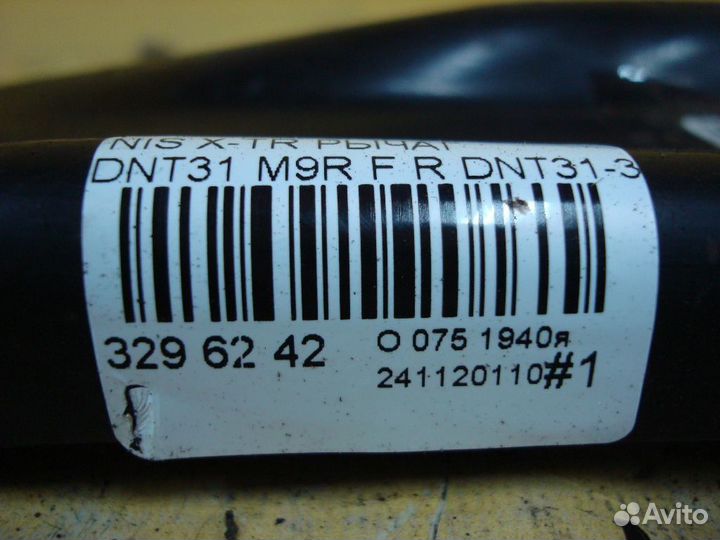 NIS X-TR РЫЧАГ
DNT31 M9R F R DNT31-3
329 62 42
O 075 1940я
241120110#1
Avito